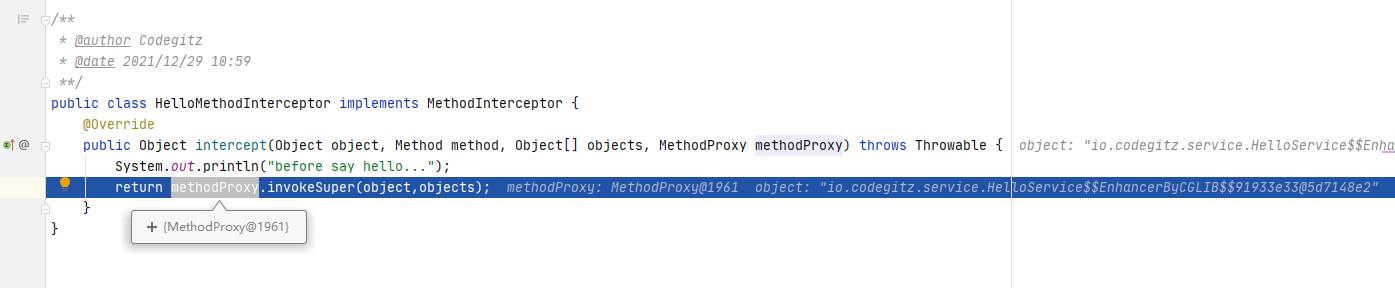 /**
 * @author Codegitz
 * @date 2021/12/29 10:59
 **/
public class HelloMethodInterceptor implements MethodInterceptor {
    @Override
    public Object intercept(Object object, Method method, Object[] objects, MethodProxy methodProxy) throws Throwable {   object: "io.codegitz.service.HelloService$$Enha
        System.out.println("before say hello...");
        return methodProxy.invokeSuper(object,objects);   methodProxy: MethodProxy@1961   object: "io.codegitz.service.HelloService$$EnhancerByCGLIB$$91933e33@5d7148e2"
    }
+ {MethodProxy@1961}
}